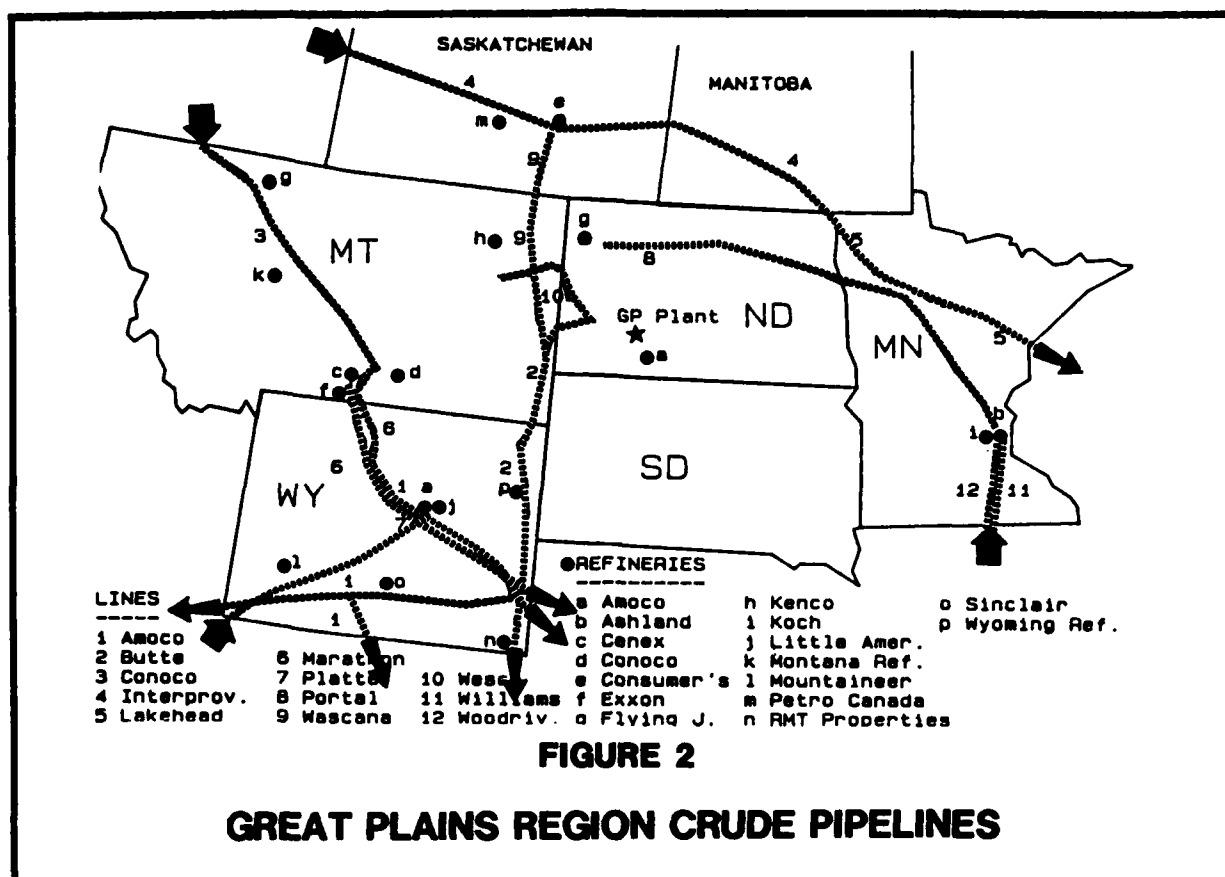 SASKATCHEWAN
MANITOBA
4
e
m
9
4
g
3
MT
h
9
g
8
5
k
10
GP Plant
ND
MN
5
a
c
d
f
2
6
6
b
i
SD
WY
1
a
j
2
p
12
11
l
1
o
1
n
LINES
1 Amoco
2 Butte
3 Conoco
4 Interprov.
5 Lakehead
6 Marathon
7 Platte
8 Portal
9 Wascana
10 Wesc
11 Williams
12 Woodriv.
REFINERIES
a Amoco
b Ashland
c Cenex
d Conoco
e Consumer's
f Exxon
g Flying J.
h Kenco
i Koch
j Little Amer.
k Montana Ref.
l Mountaineer
m Petro Canada
n RMT Properties
o Sinclair
p Wyoming Ref.
FIGURE 2
GREAT PLAINS REGION CRUDE PIPELINES